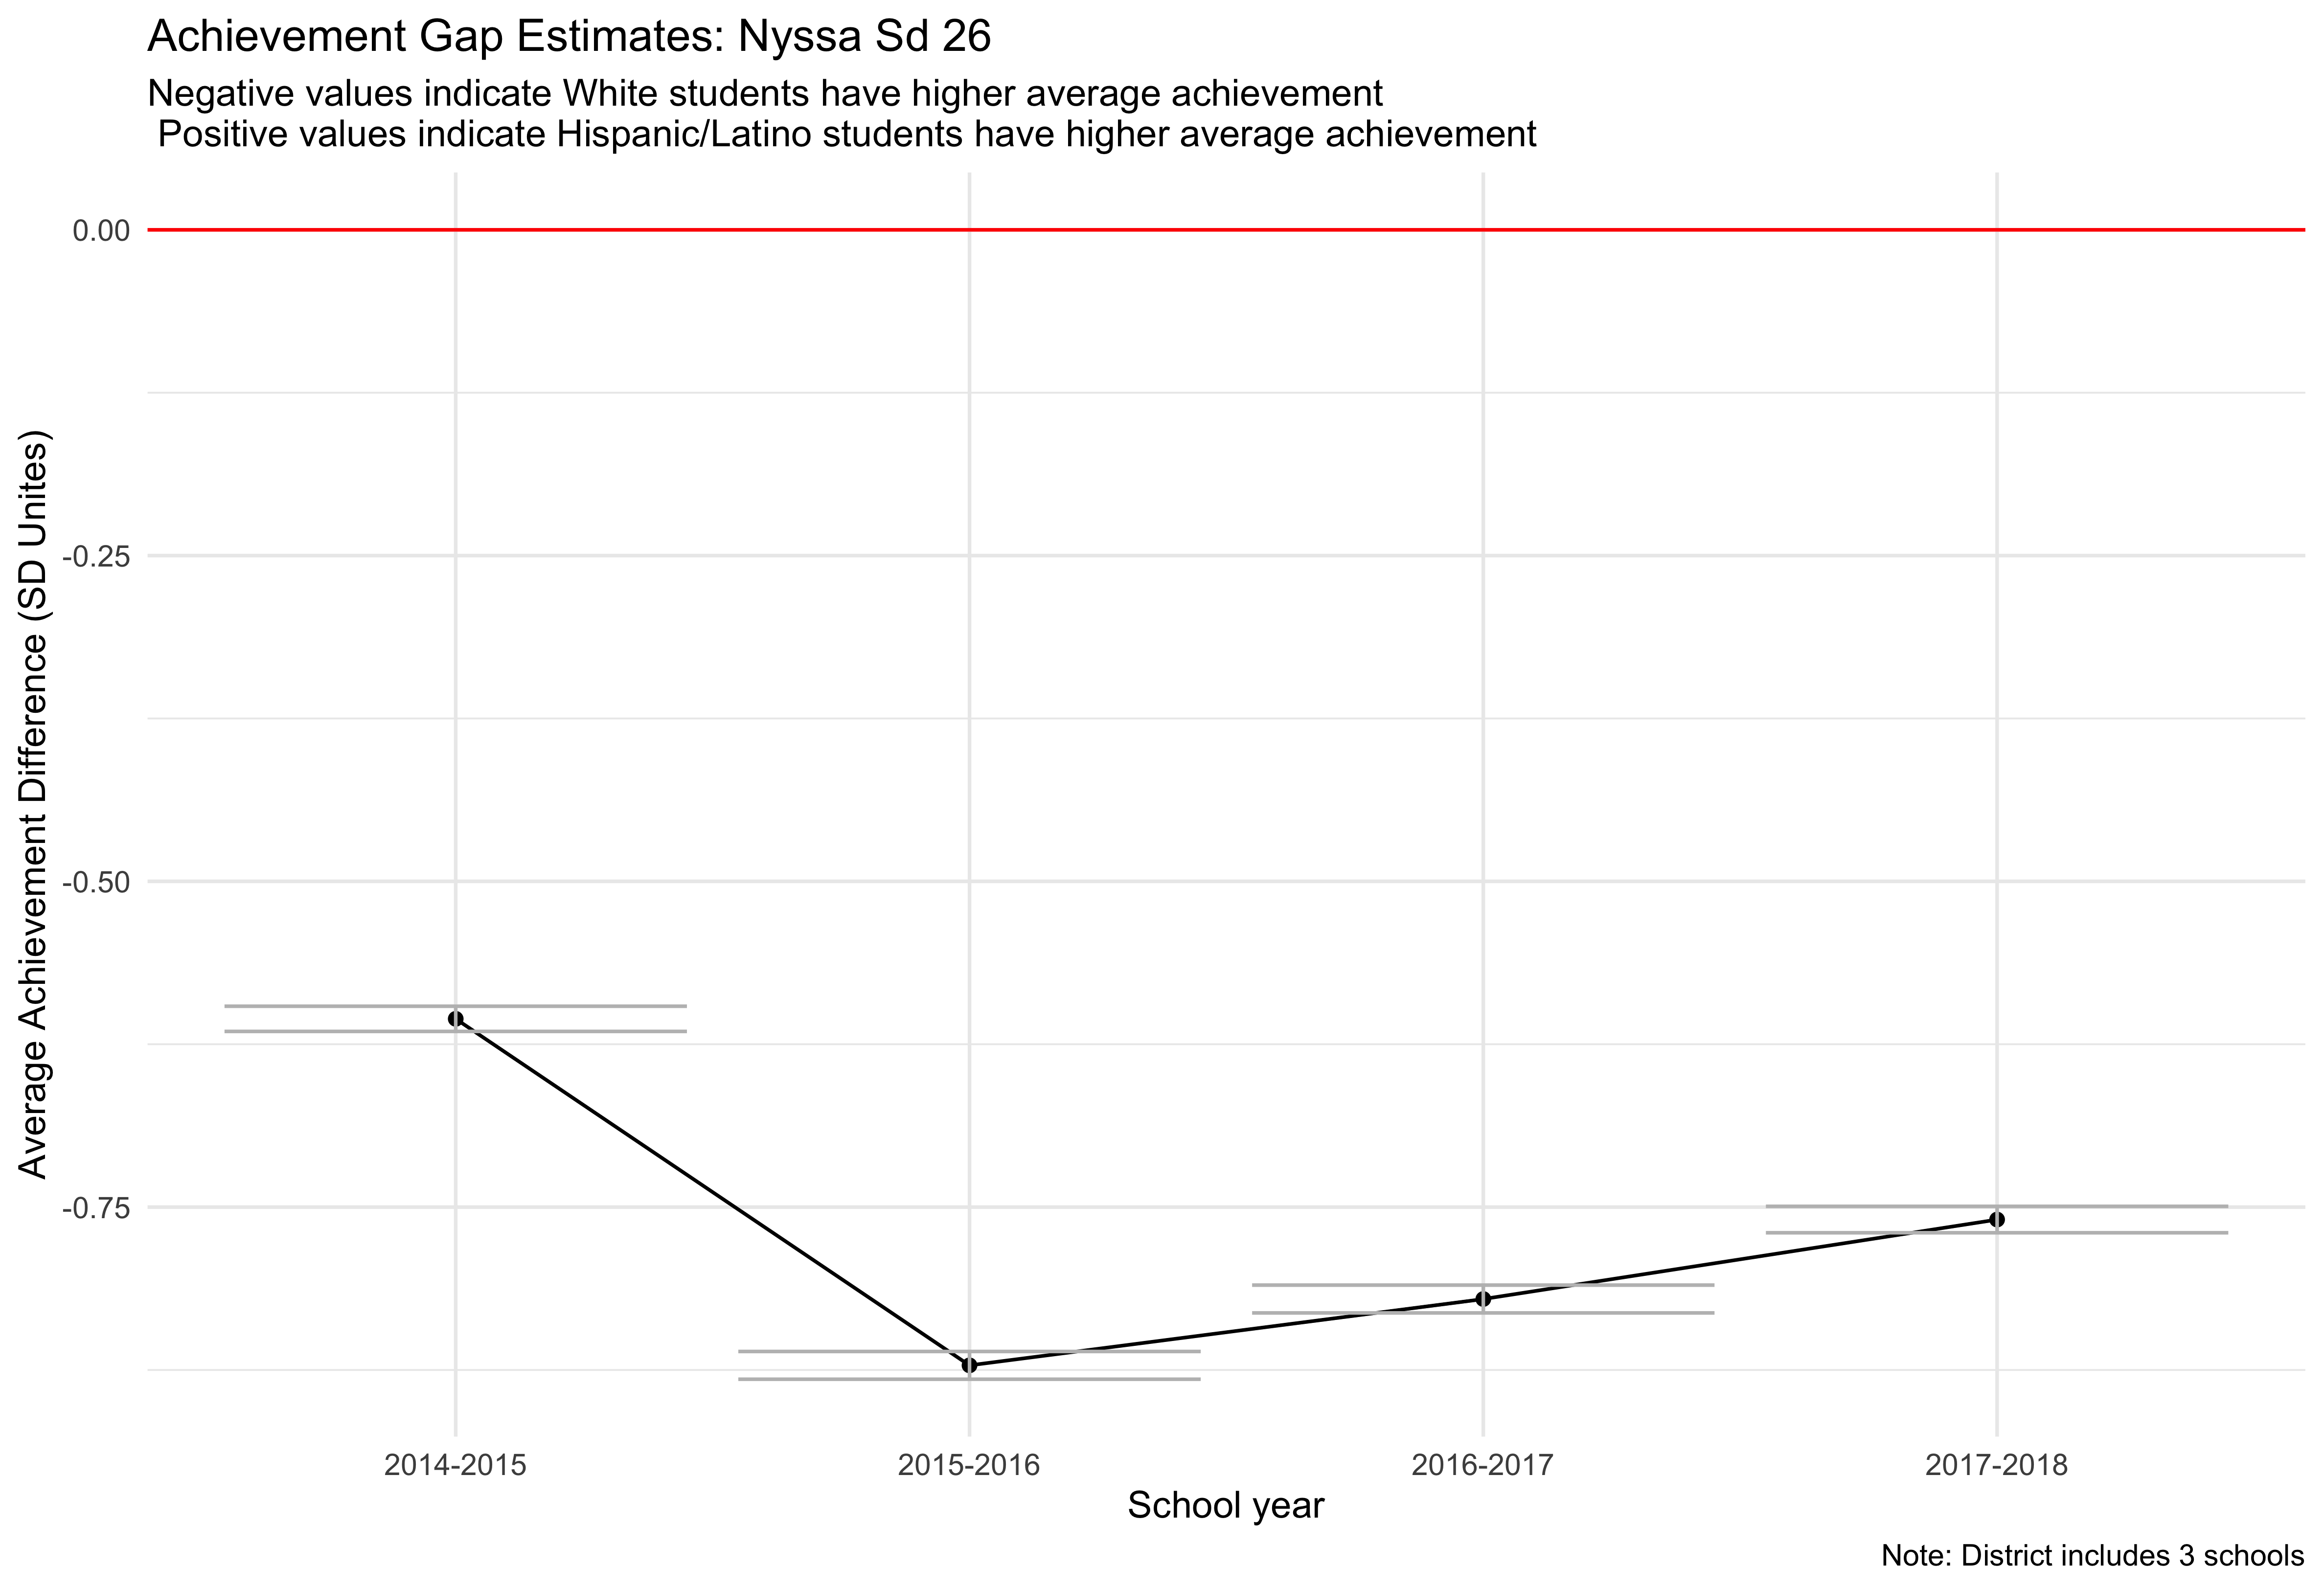 Achievement Gap Estimates: Nyssa Sd 26
Negative values indicate White students have higher average achievement
Positive values indicate Hispanic/Latino students have higher average achievement
Average Achievement Difference (SD Unites)
0.00
-0.25
-0.50
-0.75
2014-2015
2015-2016
2016-2017
2017-2018
School year
Note: District includes 3 schools